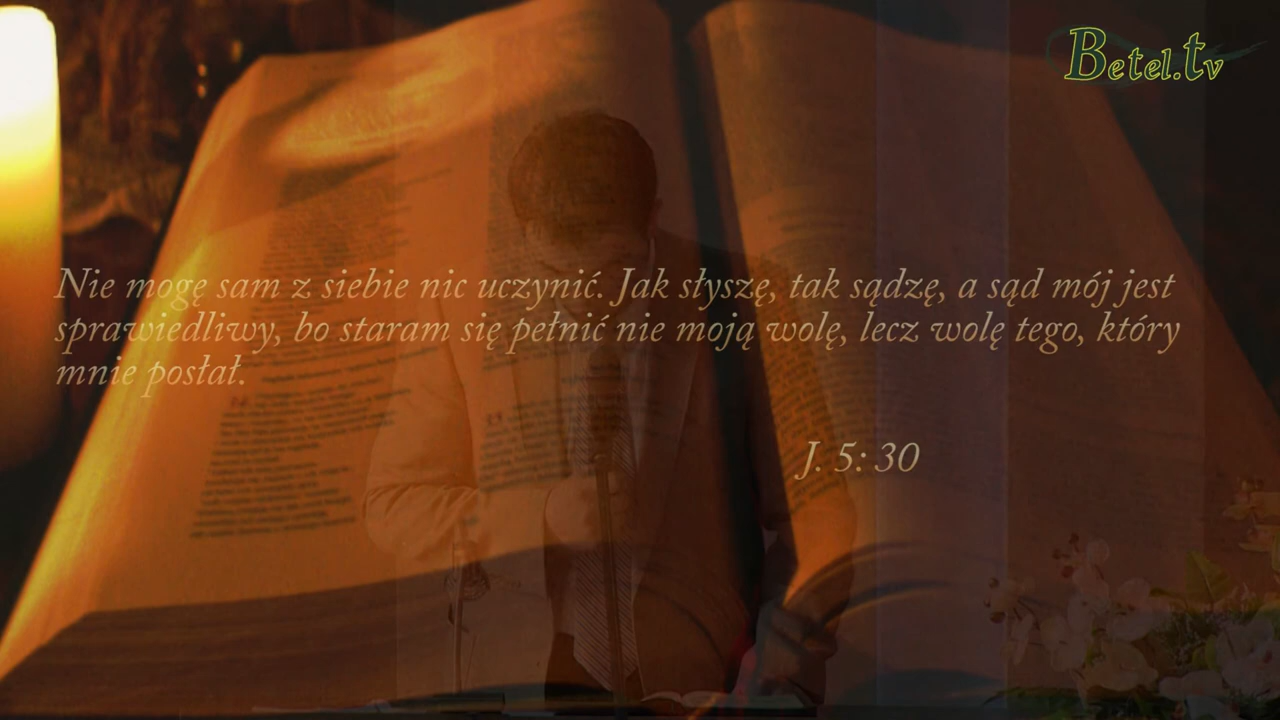 Betel.tv
Nie mogę sam z siebie nic uczynić. Jak słyszę, tak sądzę, a sąd mój jest
sprawiedliwy, bo staram się pełnić nie moją wolę, lecz wolę tego, który
mnie posłał.
J. 5: 30